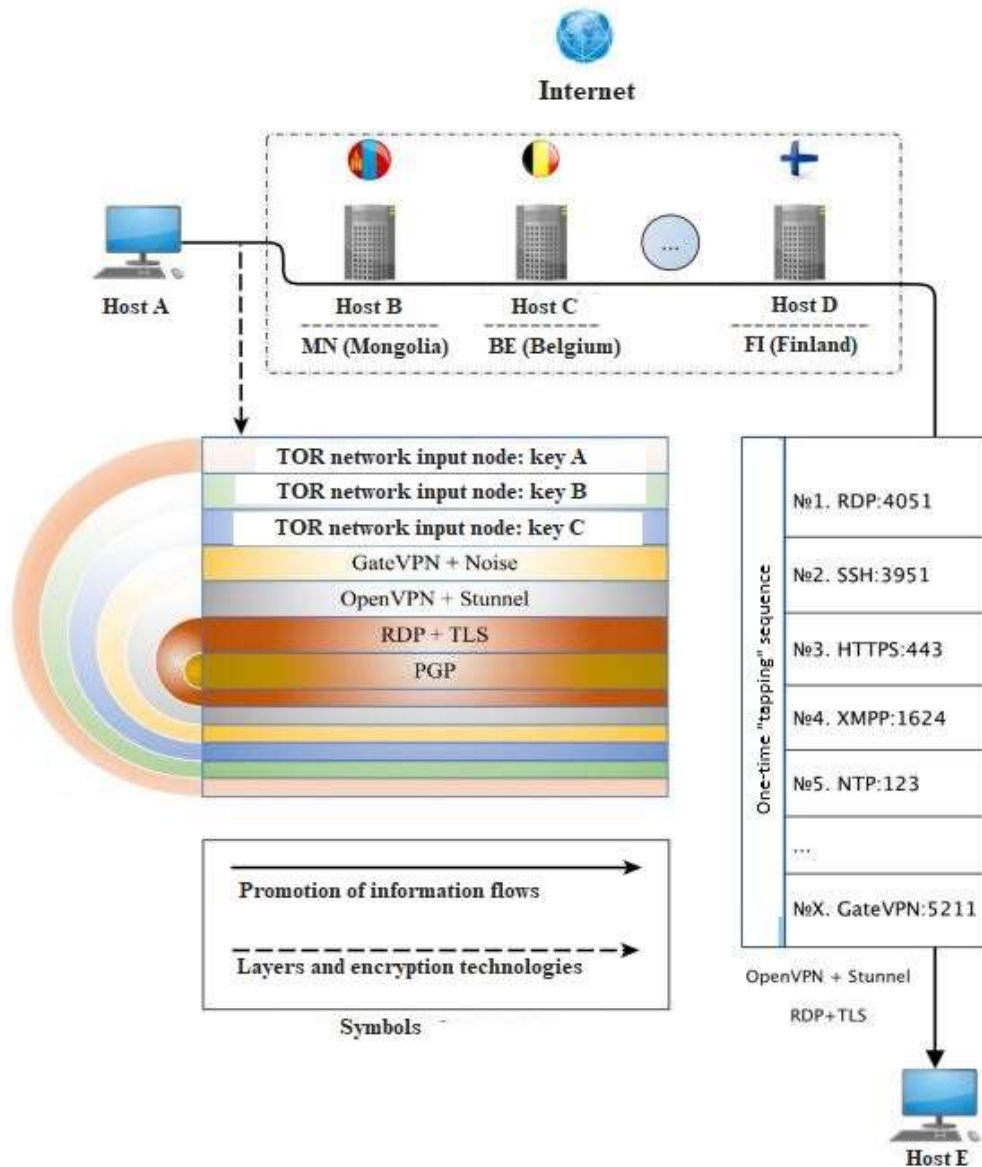 Internet
Host A
Host B
MN (Mongolia)
Host C
BE (Belgium)
...
Host D
FI (Finland)
TOR network input node: key A
TOR network input node: key B
TOR network input node: key C
GateVPN + Noise
OpenVPN + Stunnel
RDP + TLS
PGP
Promotion of information flows
Layers and encryption technologies
Symbols
One-time "tapping" sequence
№1. RDP:4051
№2. SSH:3951
№3. HTTPS:443
№4. XMPP:1624
№5. NTP:123
...
№X. GateVPN:5211
OpenVPN + Stunnel
RDP+TLS
Host E